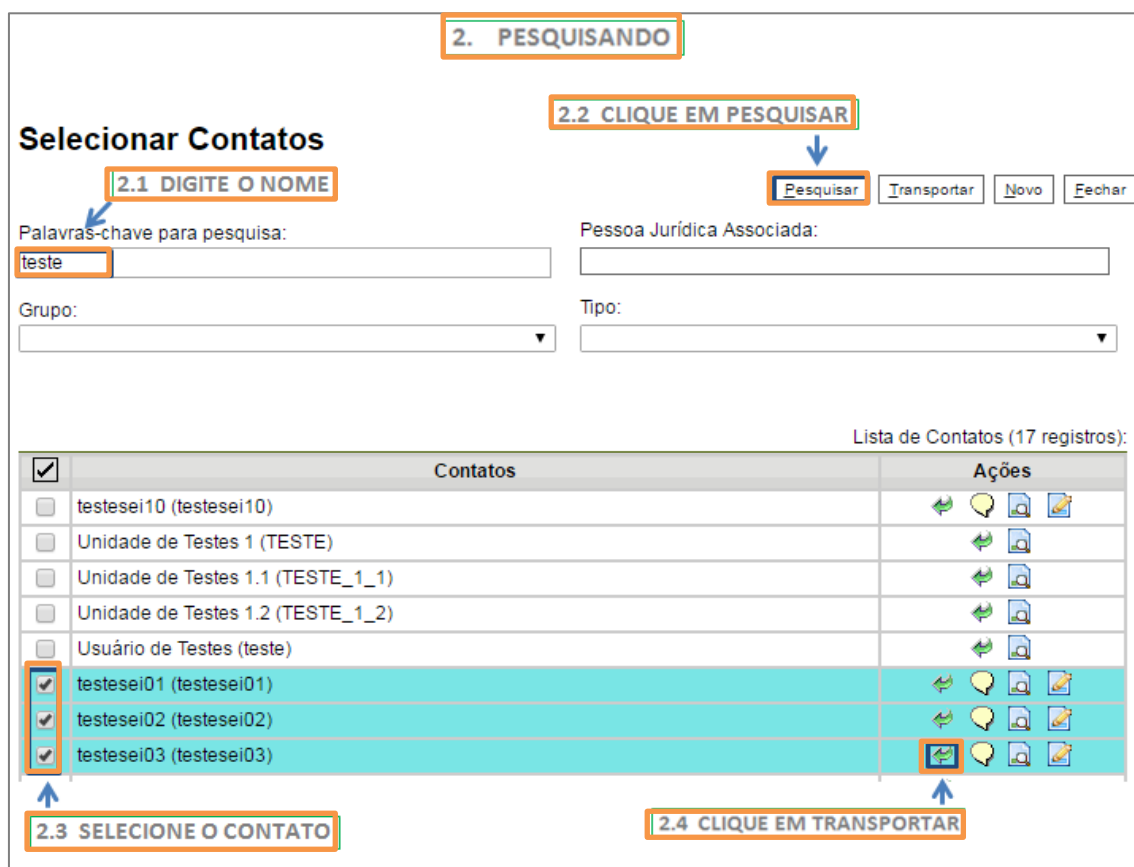 2. PESQUISANDO
2.2 CLIQUE EM PESQUISAR
Selecionar Contatos
2.1 DIGITE O NOME
Pesquisar Transportar Novo Fechar
Palavras-chave para pesquisa: Pessoa Jurídica Associada:
teste
Grupo: Tipo:
Lista de Contatos (17 registros):
Contatos Ações
testesei10 (testesei10)
Unidade de Testes 1 (TESTE)
Unidade de Testes 1.1 (TESTE_1_1)
Unidade de Testes 1.2 (TESTE_1_2)
Usuário de Testes (teste)
testesei01 (testesei01)
testesei02 (testesei02)
testesei03 (testesei03)
2.3 SELECIONE O CONTATO 2.4 CLIQUE EM TRANSPORTAR